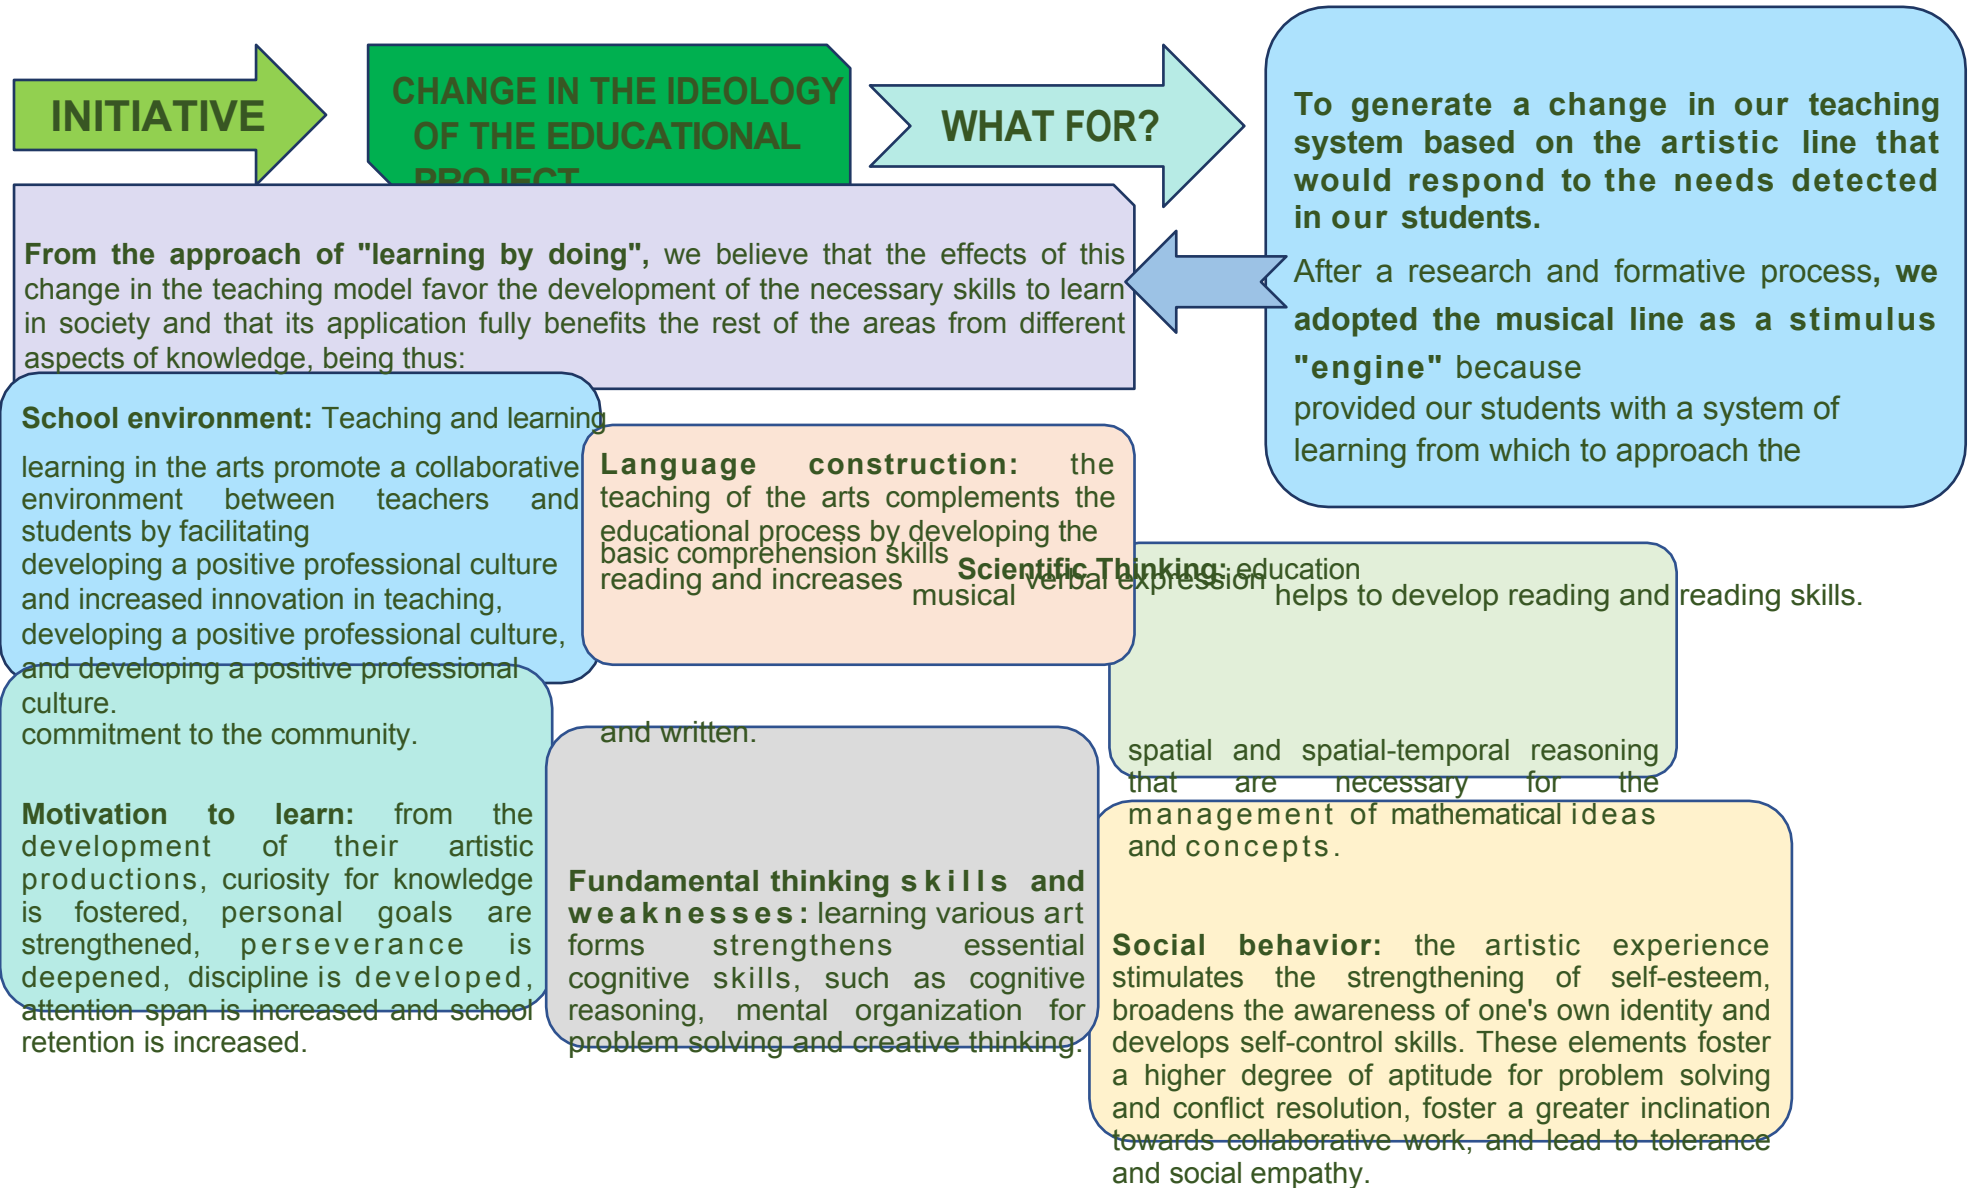 INITIATIVE
CHANGE IN THE IDEOLOGY
OF THE EDUCATIONAL
PROJECT
WHAT FOR?
To generate a change in our teaching
system based on the artistic line that
would respond to the needs detected
in our students.
After a research and formative process, we
adopted the musical line as a stimulus
"engine" because
provided our students with a system of
learning from which to approach the
From the approach of "learning by doing", we believe that the effects of this
change in the teaching model favor the development of the necessary skills to learn
in society and that its application fully benefits the rest of the areas from different
aspects of knowledge, being thus:
School environment: Teaching and learning
learning in the arts promote a collaborative
environment between teachers and
students by facilitating
developing a positive professional culture
and increased innovation in teaching,
developing a positive professional culture,
and developing a positive professional
culture.
commitment to the community.
Language construction: the
teaching of the arts complements the
educational process by developing the
basic comprehension skills
reading and increases
verbal expression
and written.
Scientific Thinking: education
musical
helps to develop reading and reading skills.
spatial and spatial-temporal reasoning
that are necessary for the
management of mathematical ideas
and concepts.
Motivation to learn: from the
development of their artistic
productions, curiosity for knowledge
is fostered, personal goals are
strengthened, perseverance is
deepened, discipline is developed,
attention span is increased and school
retention is increased.
Fundamental thinking skills and
weaknesses: learning various art
forms strengthens essential
cognitive skills, such as cognitive
reasoning, mental organization for
problem solving and creative thinking.
Social behavior: the artistic experience
stimulates the strengthening of self-esteem,
broadens the awareness of one's own identity and
develops self-control skills. These elements foster
a higher degree of aptitude for problem solving
and conflict resolution, foster a greater inclination
towards collaborative work, and lead to tolerance
and social empathy.